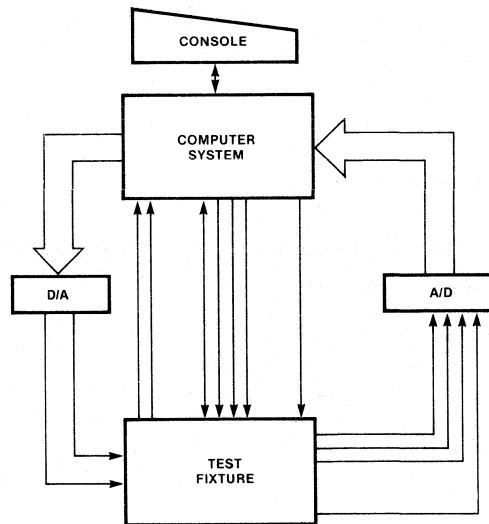 CONSOLE
COMPUTER
SYSTEM
D/A
A/D
TEST
FIXTURE